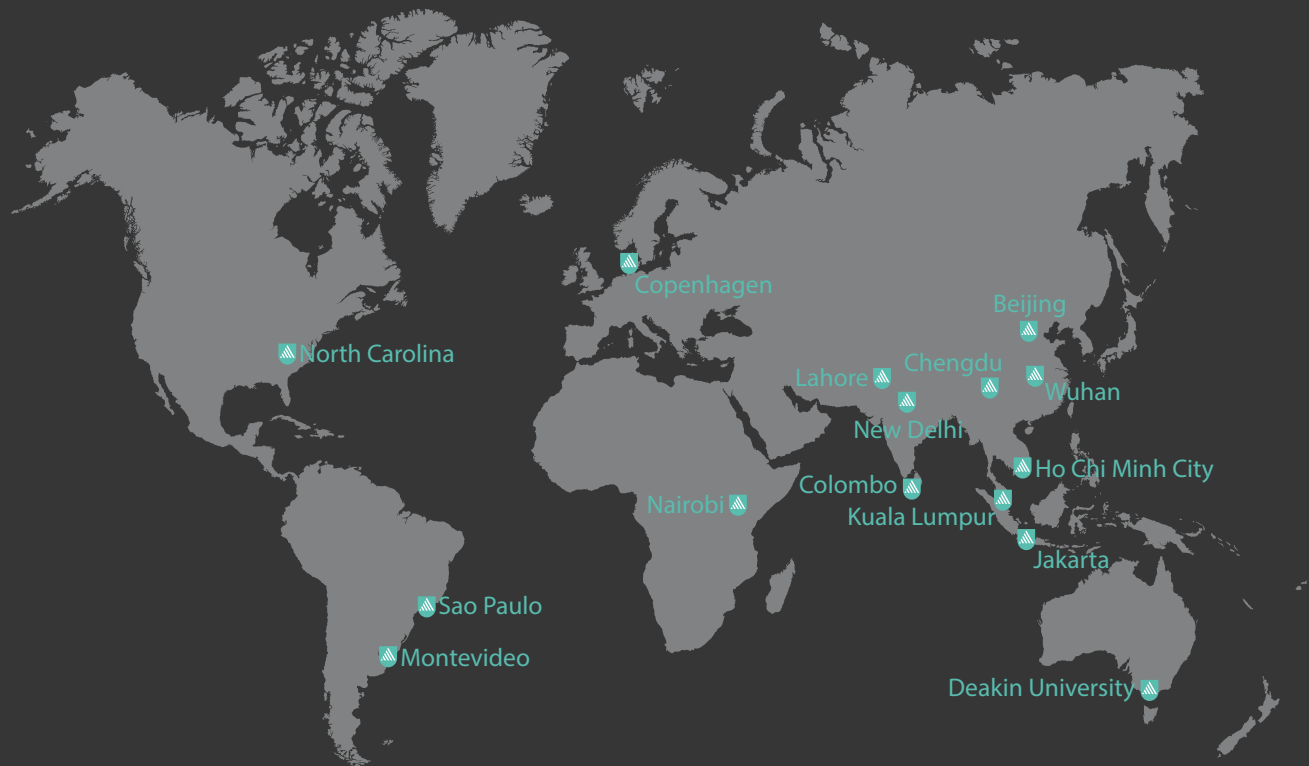 Copenhagen
Beijing
North Carolina
Chengdu
Lahore
Wuhan
New Delhi
Ho Chi Minh City
Colombo
Nairobi
Kuala Lumpur
Jakarta
Sao Paulo
Montevideo
Deakin University